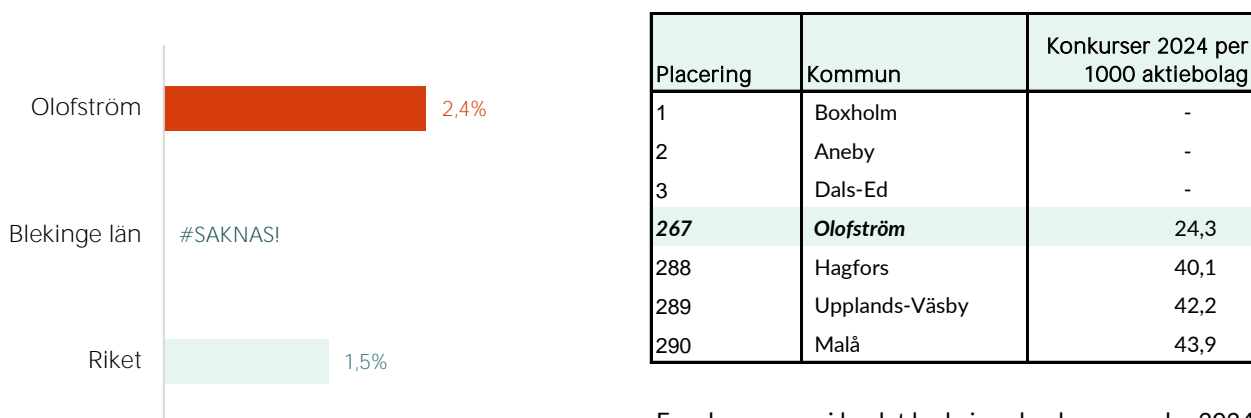 Olofström
2,4%
Blekinge län
#SAKNAS!
Riket
1,5%
Placering Kommun Konkurser 2024 per
1000 aktiebolag
1 Boxholm -
2 Aneby -
3 Dals-Ed -
267 Olofström 24,3
288 Hagfors 40,1
289 Upplands-Väsby 42,2
290 Malå 43,9